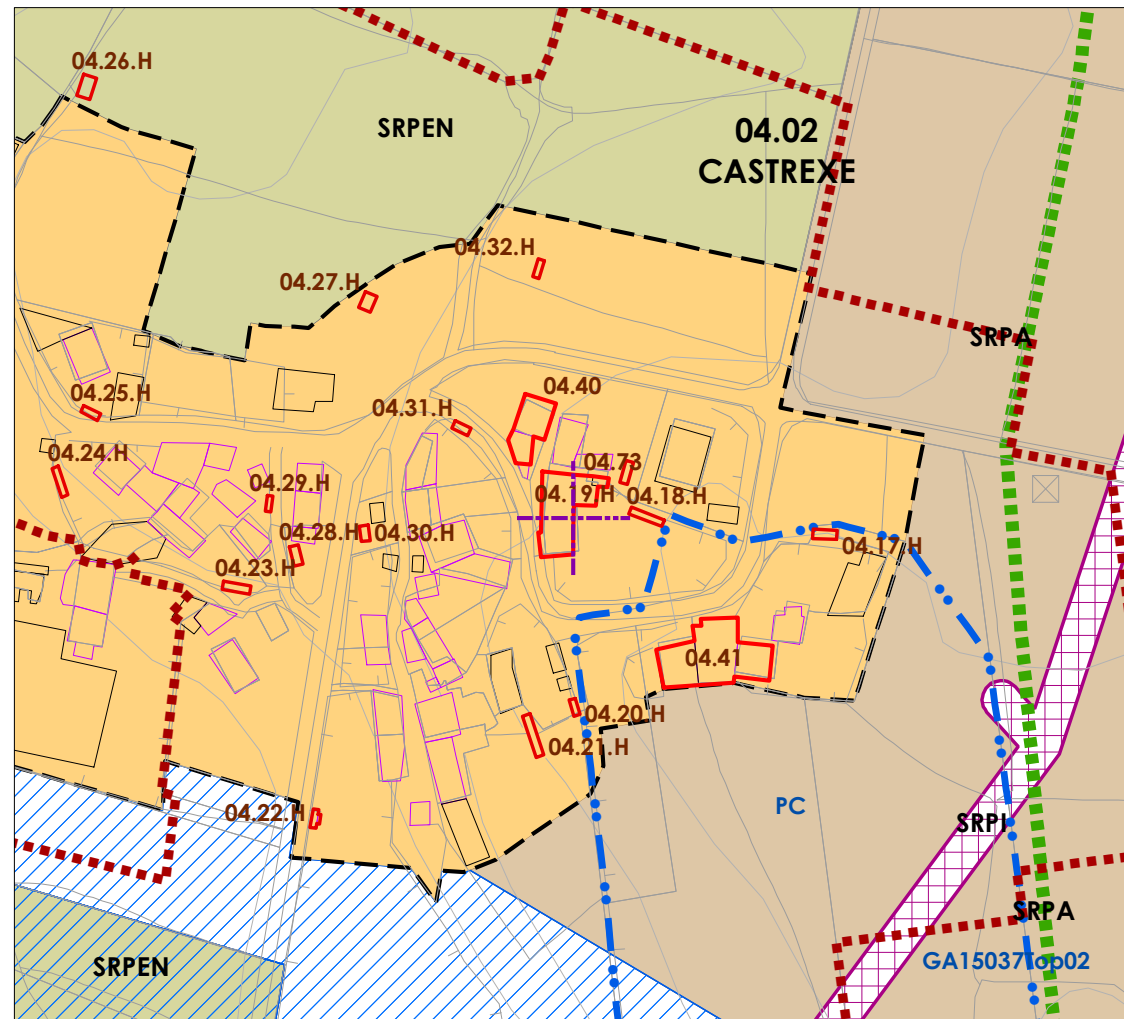 04.26.H
SRPEN
04.02
CASTREXE
04.32.H
04.27.H
SRPA
04.25.H
04.40
04.31.H
04.24.H
04.73
04.29.H
04.19.H
04.18.H
04.28.H
04.30.H
04.17.H
04.23.H
04.41
04.20.H
04.21.H
04.22.H
PC
SRPI
SRPA
GA15037Top02
SRPEN